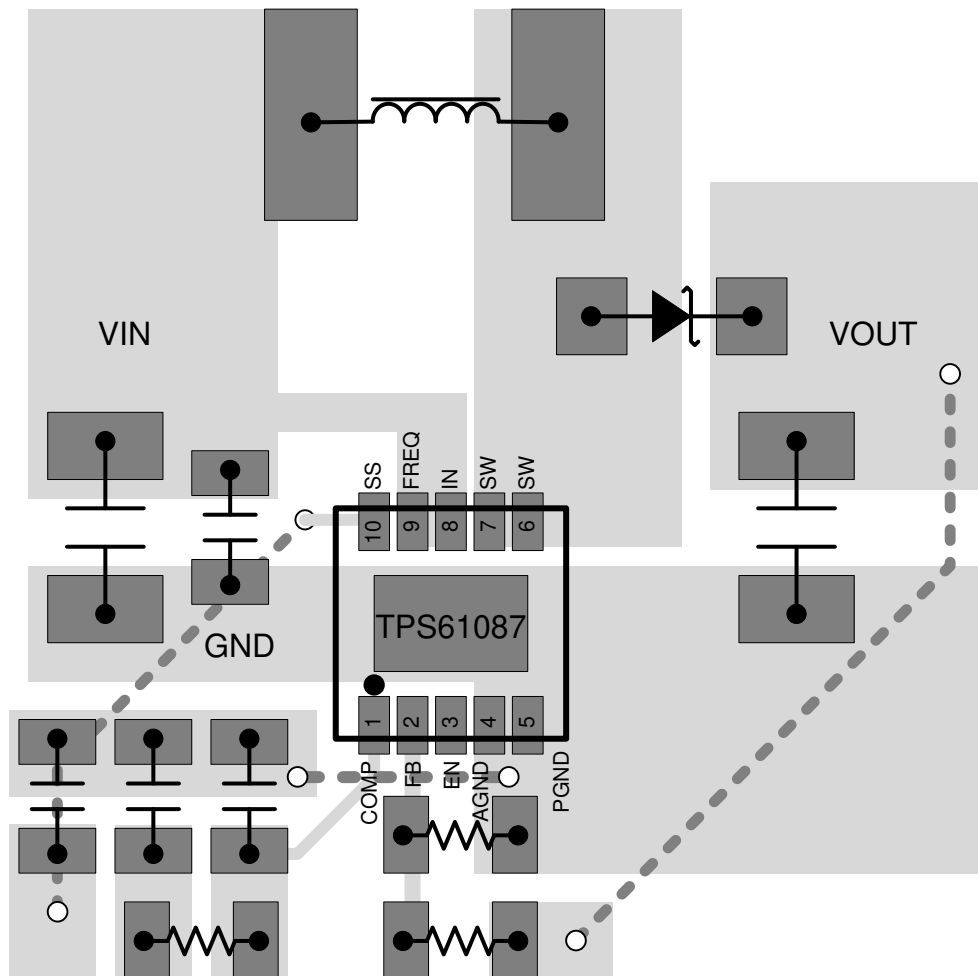 VIN
VOUT
SS
FREQ
IN
SW
SW
10
9
8
7
6
TPS61087
GND
1
2
3
4
5
COMP
FB
EN
AGND
PGND